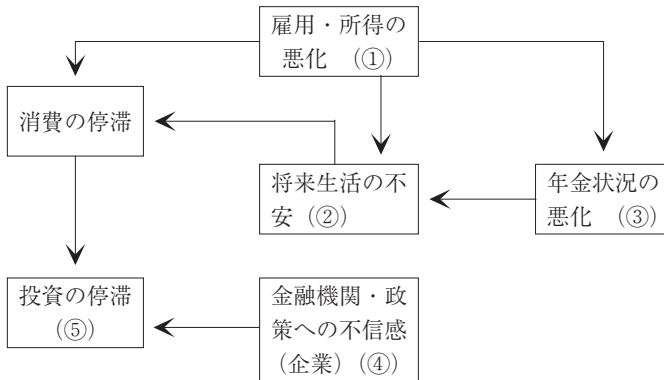 雇用・所得の
悪化 (①)
消費の停滞
将来生活の不
安 (②)
年金状況の
悪化 (③)
投資の停滞
(⑤)
金融機関・政
策への不信感
(企業) (④)